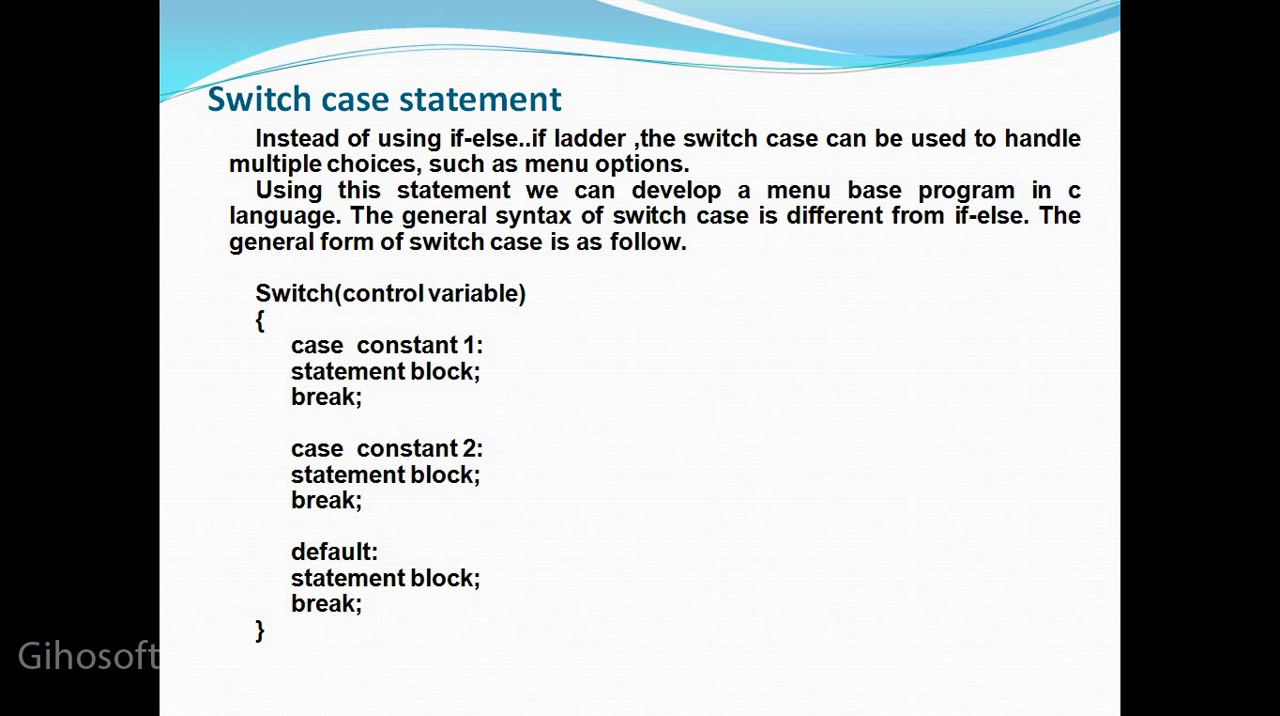 Switch case statement
Instead of using if-else..if ladder ,the switch case can be used to handle
multiple choices, such as menu options.
Using this statement we can develop a menu base program in c
language. The general syntax of switch case is different from if-else. The
general form of switch case is as follow.
Switch(control variable)
{
case constant 1:
statement block;
break;
case constant 2:
statement block;
break;
default:
statement block;
break;
}
Gihosoft